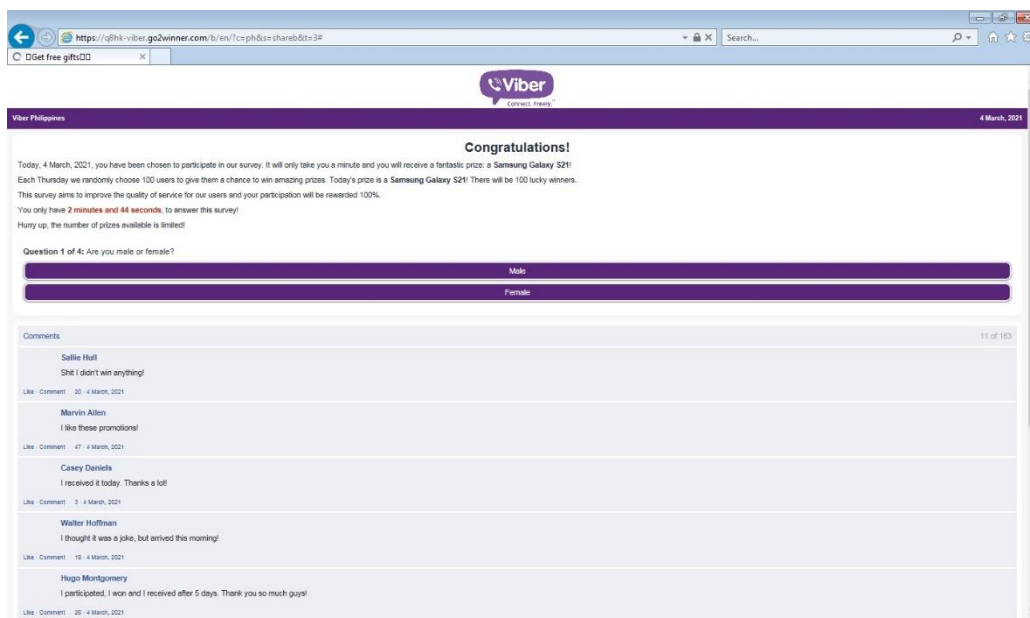 https://q8hk-viber.go2winner.com/b/en/?c=ph&s=shareb&t=3#
Search...
Get free gifts
Viber
Connect. Freely.™
Viber Philippines
4 March, 2021
Congratulations!
Today, 4 March, 2021, you have been chosen to participate in our survey. It will only take you a minute and you will receive a fantastic prize: a Samsung Galaxy S21!
Each Thursday we randomly choose 100 users to give them a chance to win amazing prizes. Today's prize is a Samsung Galaxy S21! There will be 100 lucky winners.
This survey aims to improve the quality of service for our users and your participation will be rewarded 100%.
You only have 2 minutes and 44 seconds, to answer this survey!
Hurry up, the number of prizes available is limited!
Question 1 of 4: Are you male or female?
Male
Female
Comments
11 of 163
Sallie Hull
Shit I didn't win anything!
Like · Comment 20 · 4 March, 2021
Marvin Allen
I like these promotions!
Like · Comment 47 · 4 March, 2021
Casey Daniels
I received it today. Thanks a lot!
Like · Comment 3 · 4 March, 2021
Walter Hoffman
I thought it was a joke, but arrived this morning!
Like · Comment 19 · 4 March, 2021
Hugo Montgomery
I participated, I won and I received after 5 days. Thank you so much guys!
Like · Comment 26 · 4 March, 2021